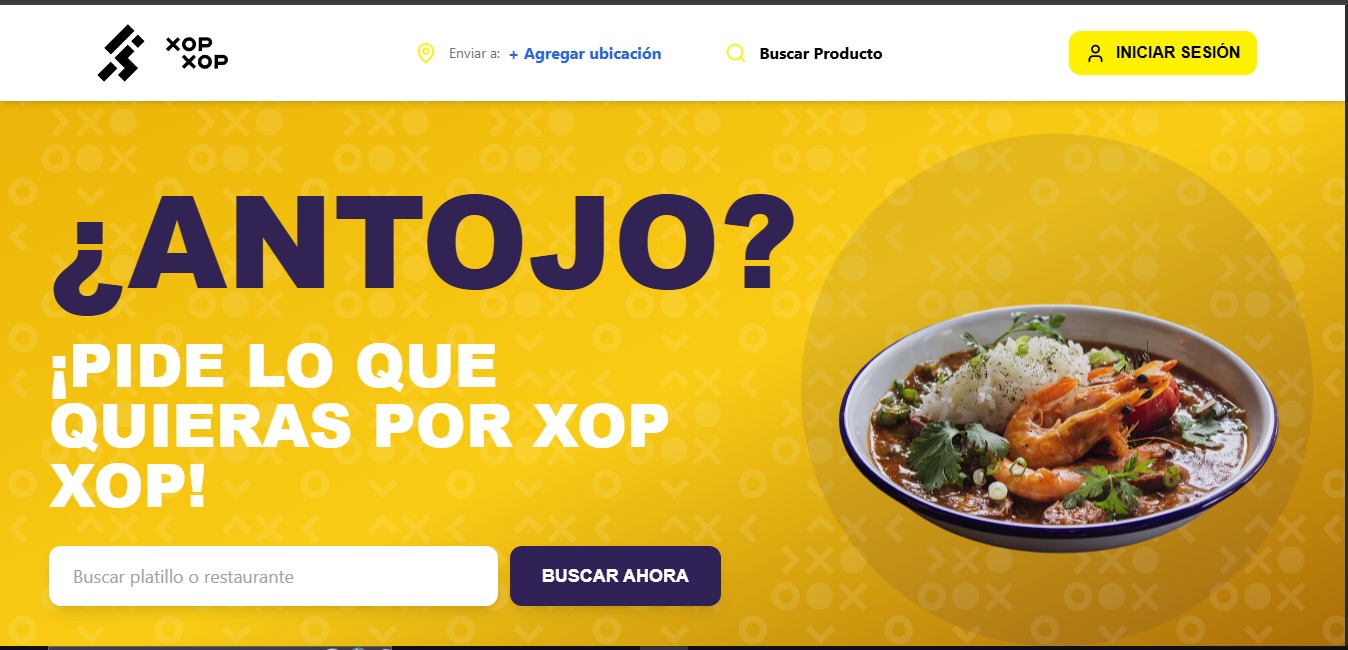 XOP
XOP
Enviar a: + Agregar ubicación
Buscar Producto
INICIAR SESIÓN
¿ANTOJO?
¡PIDE LO QUE
QUIERAS POR XOP
XOP!
Buscar platillo o restaurante
BUSCAR AHORA